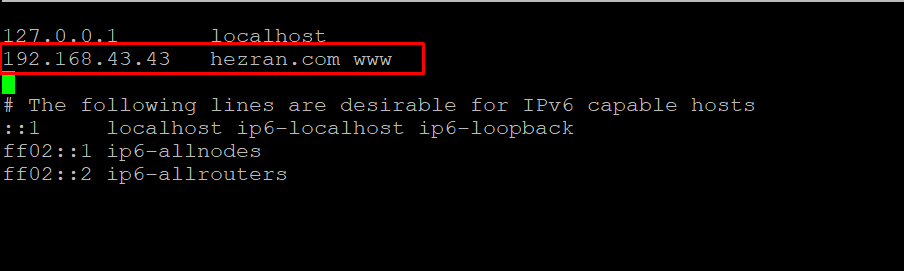 127.0.0.1 localhost
192.168.43.43 hezran.com www
# The following lines are desirable for IPv6 capable hosts
::1 localhost ip6-localhost ip6-loopback
ff02::1 ip6-allnodes
ff02::2 ip6-allrouters